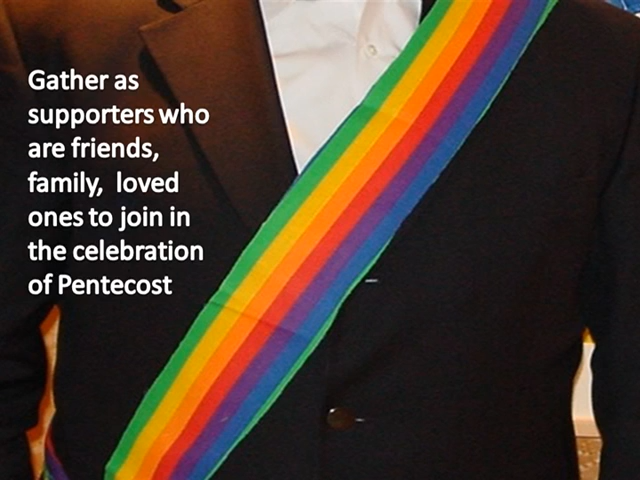 Gather as
supporters who
are friends,
family,  loved
ones to join in
the celebration
of Pentecost